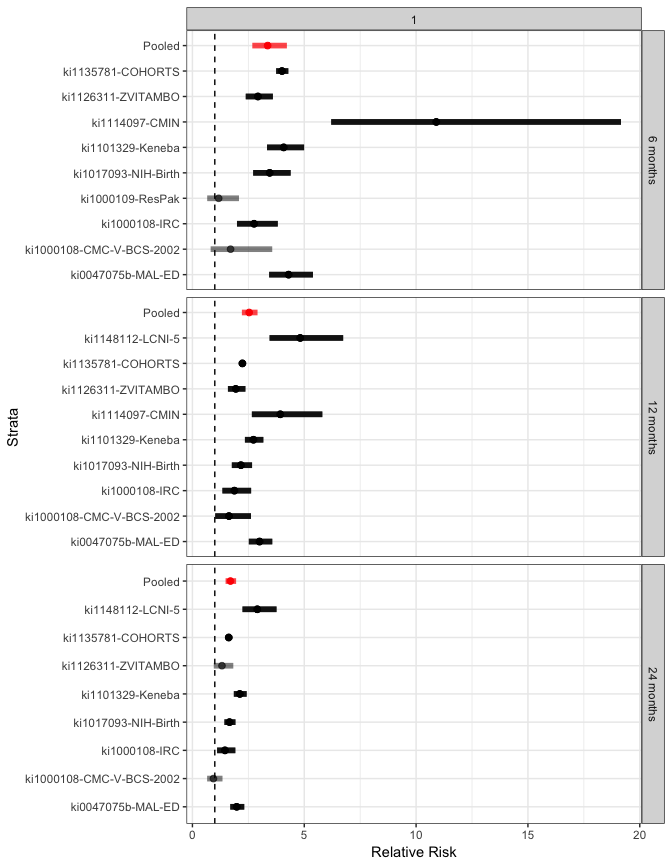 1
Pooled
ki1135781-COHORTS
ki1126311-ZVITAMBO
ki1114097-CMIN
ki1101329-Keneba
ki1017093-NIH-Birth
ki1000109-ResPak
ki1000108-IRC
ki1000108-CMC-V-BCS-2002
ki0047075b-MAL-ED
6 months
Pooled
ki1148112-LCNI-5
ki1135781-COHORTS
ki1126311-ZVITAMBO
ki1114097-CMIN
ki1101329-Keneba
ki1017093-NIH-Birth
ki1000108-IRC
ki1000108-CMC-V-BCS-2002
ki0047075b-MAL-ED
12 months
Strata
Pooled
ki1148112-LCNI-5
ki1135781-COHORTS
ki1126311-ZVITAMBO
ki1101329-Keneba
ki1017093-NIH-Birth
ki1000108-IRC
ki1000108-CMC-V-BCS-2002
ki0047075b-MAL-ED
24 months
0 5 10 15 20
Relative Risk